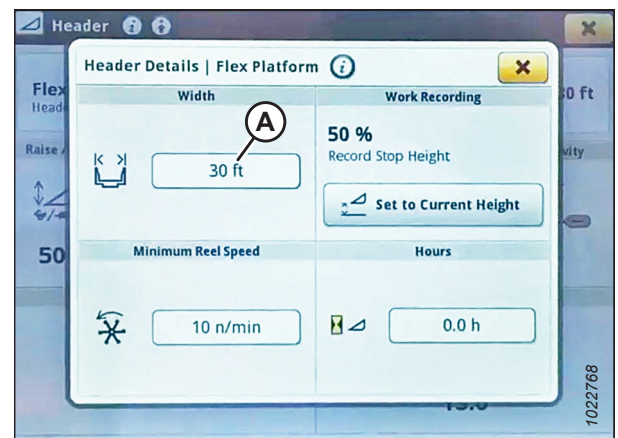 Header
Flex
Head
30 ft
Raise /
vity
50
Header Details | Flex Platform
Width
Work Recording
A
30 ft
50 %
Record Stop Height
Set to Current Height
Minimum Reel Speed
Hours
10 n/min
0.0 h
1022768